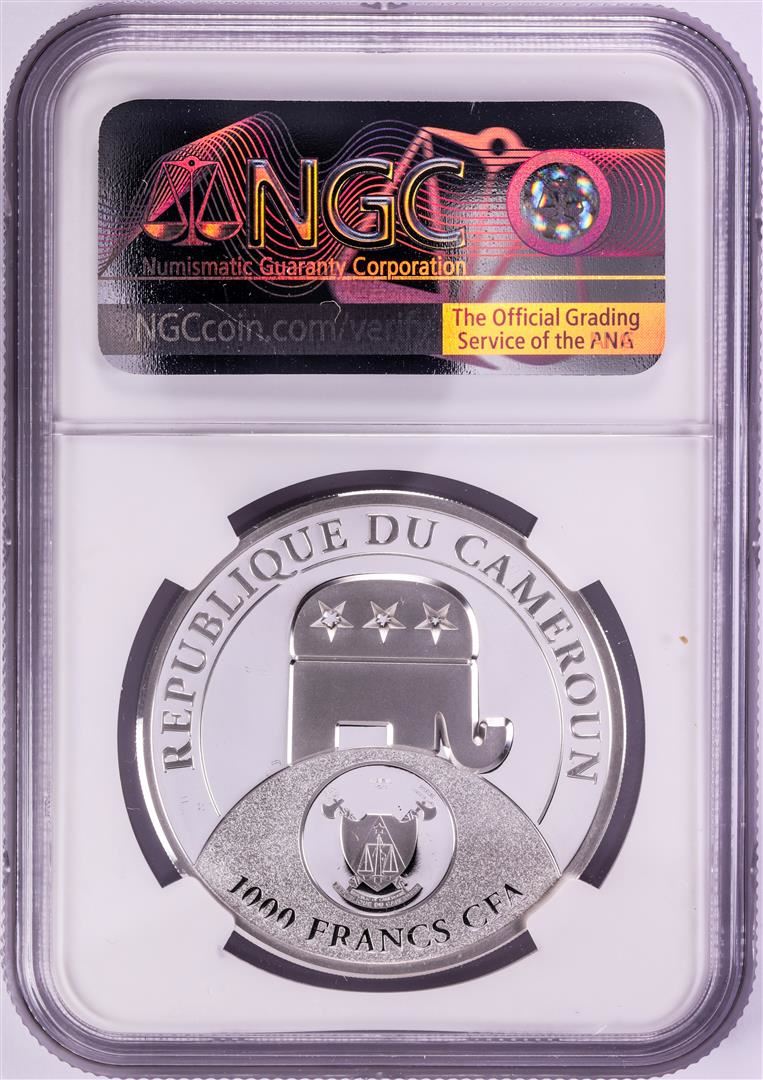 NGC
Numismatic Guaranty Corporation
NGCcoin.com/verify
The Official Grading
Service of the ANA
REPUBLIQUE DU CAMEROUN
1000 FRANCS CFA